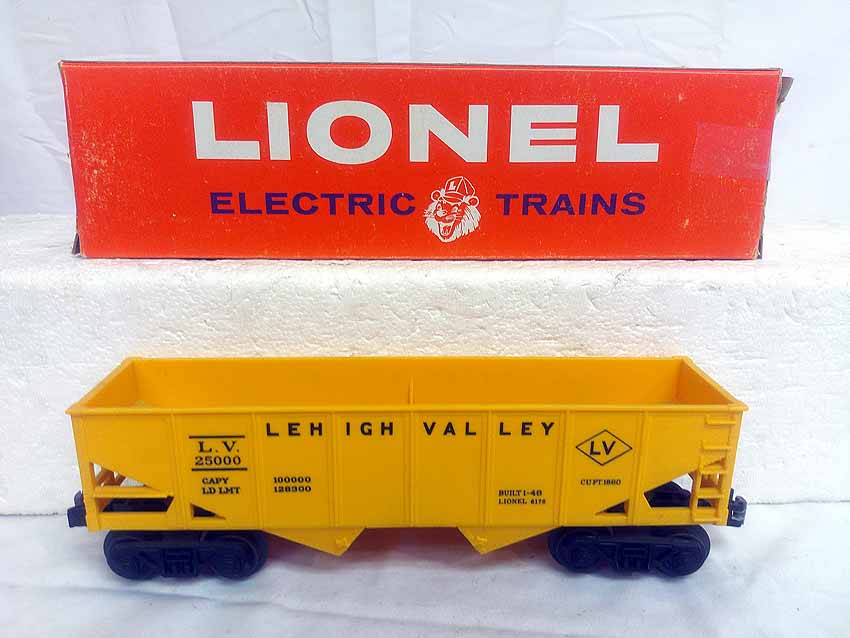 LIONEL
ELECTRIC TRAINS
L
LEHIGH VALLEY
L.V.
25000
CAPY 100000
LD LMT 128300
BUILT 1-48
LIONEL 6176
LV
CU FT 1860